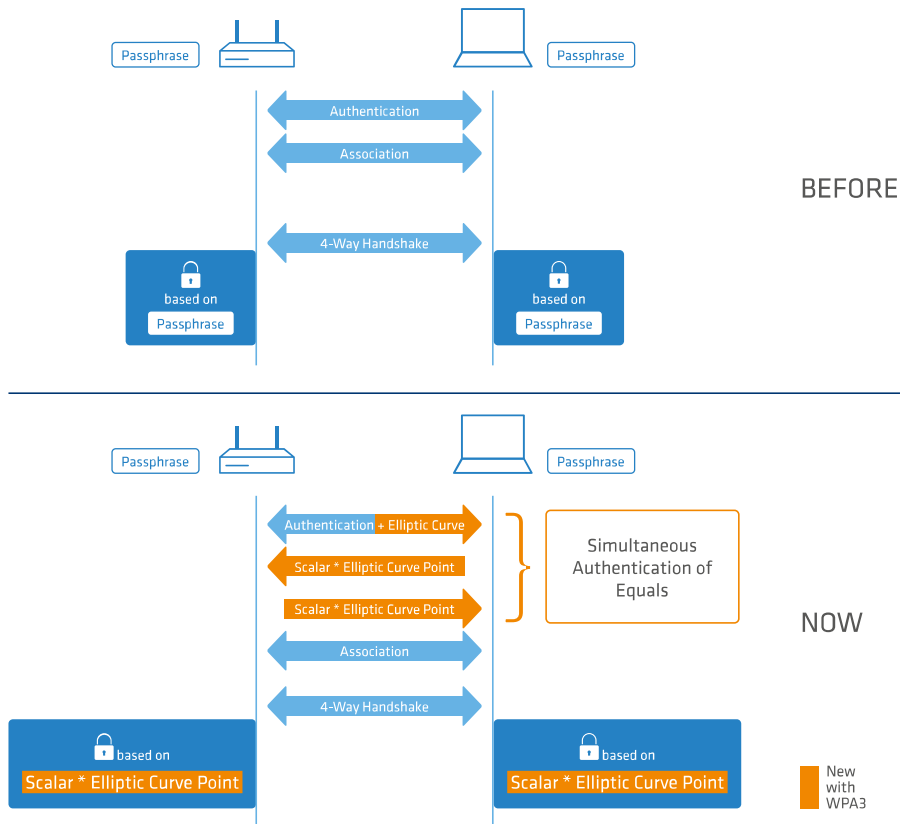 Passphrase
Passphrase
Authentication
Association
BEFORE
4-Way Handshake
based on
Passphrase
based on
Passphrase
Passphrase
Passphrase
Authentication + Elliptic Curve
Scalar * Elliptic Curve Point
Scalar * Elliptic Curve Point
Simultaneous
Authentication of
Equals
NOW
Association
4-Way Handshake
based on
Scalar * Elliptic Curve Point
based on
Scalar * Elliptic Curve Point
New
with
WPA3